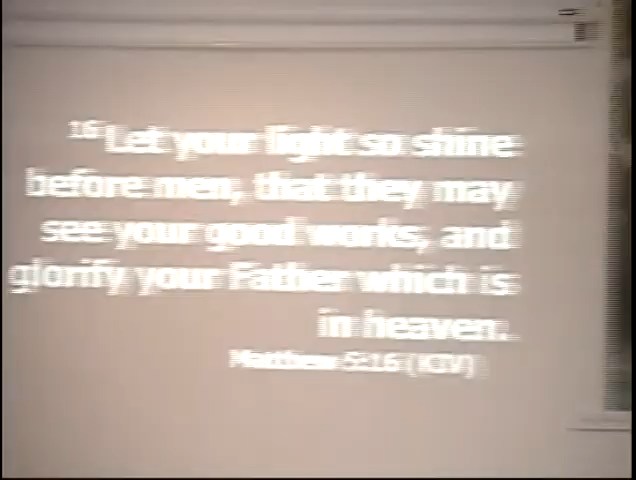 16 Let your light so shine
before men, that they may
see your good works, and
glorify your Father which is
in heaven.
Matthew 5:16 (KJV)